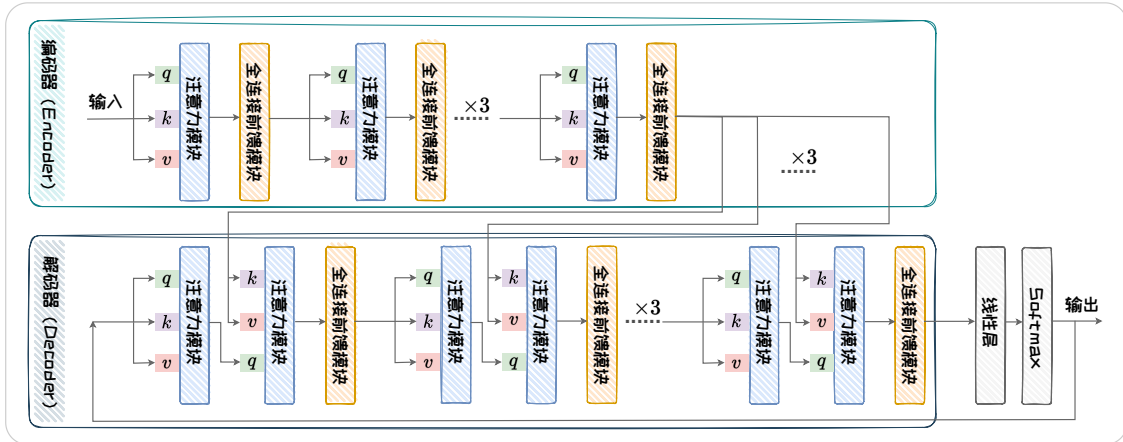 编码器 (Encoder)
输入
q
k
v
注意力模块
全连接前馈模块
q
k
v
注意力模块
全连接前馈模块
×3
q
k
v
注意力模块
全连接前馈模块
×3
解码器 (Decoder)
q
k
v
注意力模块
k
v
q
注意力模块
全连接前馈模块
q
k
v
注意力模块
k
v
q
注意力模块
全连接前馈模块
×3
q
k
v
注意力模块
k
v
q
注意力模块
全连接前馈模块
线性层
Softmax
输出